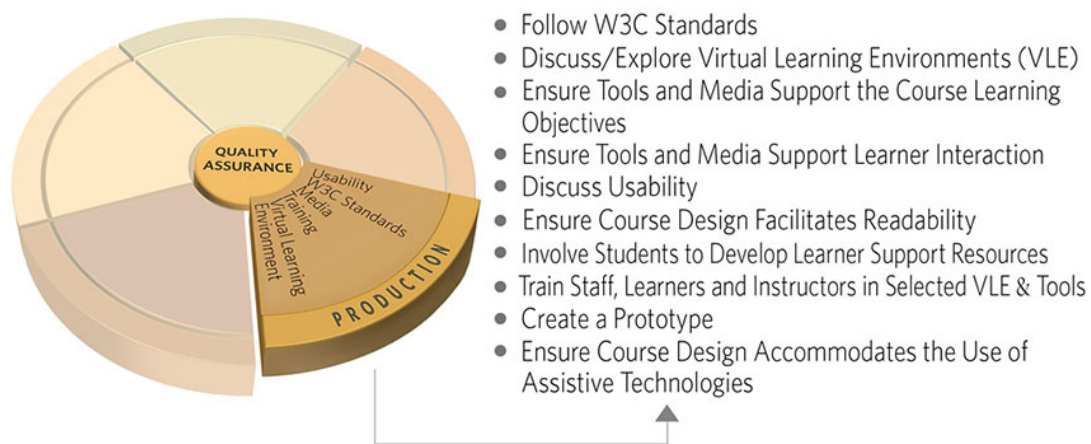 QUALITY
ASSURANCE
Usability
W3C Standards
Media
Training
Virtual Learning
Environment
PRODUCTION
● Follow W3C Standards
● Discuss/Explore Virtual Learning Environments (VLE)
● Ensure Tools and Media Support the Course Learning
Objectives
● Ensure Tools and Media Support Learner Interaction
● Discuss Usability
● Ensure Course Design Facilitates Readability
● Involve Students to Develop Learner Support Resources
● Train Staff, Learners and Instructors in Selected VLE & Tools
● Create a Prototype
● Ensure Course Design Accommodates the Use of
Assistive Technologies